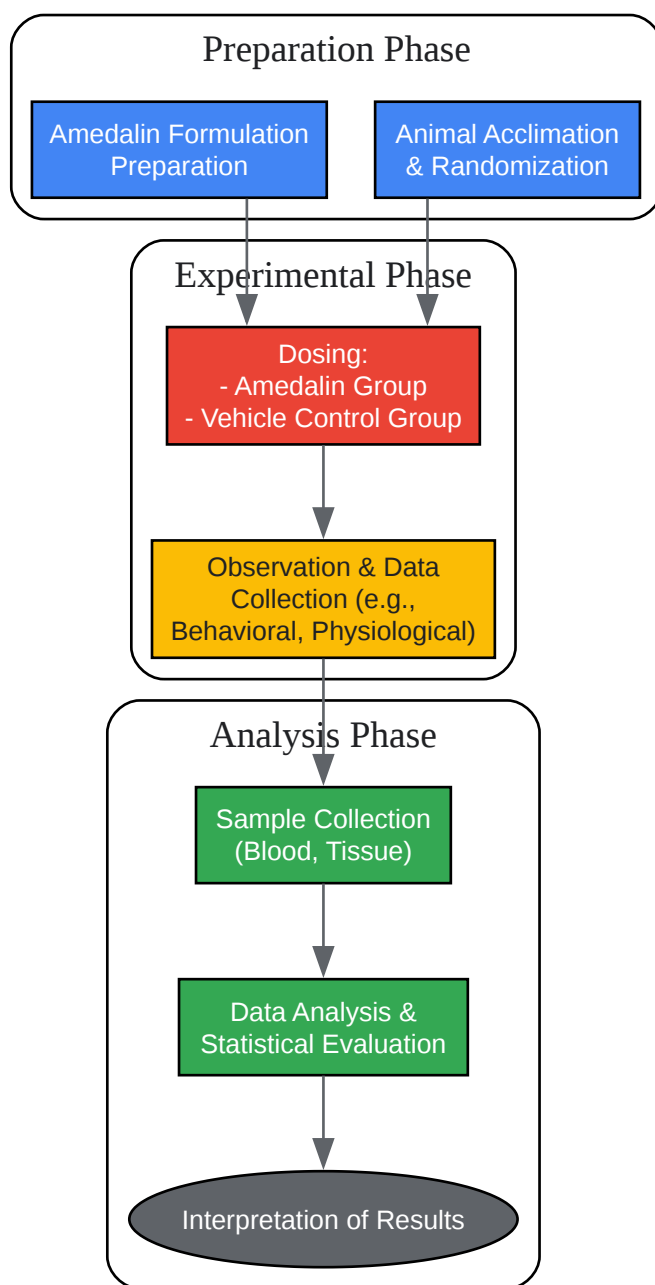 Preparation Phase
Amedalin Formulation
Preparation
Animal Acclimation
& Randomization
Experimental Phase
Dosing:
- Amedalin Group
- Vehicle Control Group
Observation & Data
Collection (e.g.,
Behavioral, Physiological)
Analysis Phase
Sample Collection
(Blood, Tissue)
Data Analysis &
Statistical Evaluation
Interpretation of Results